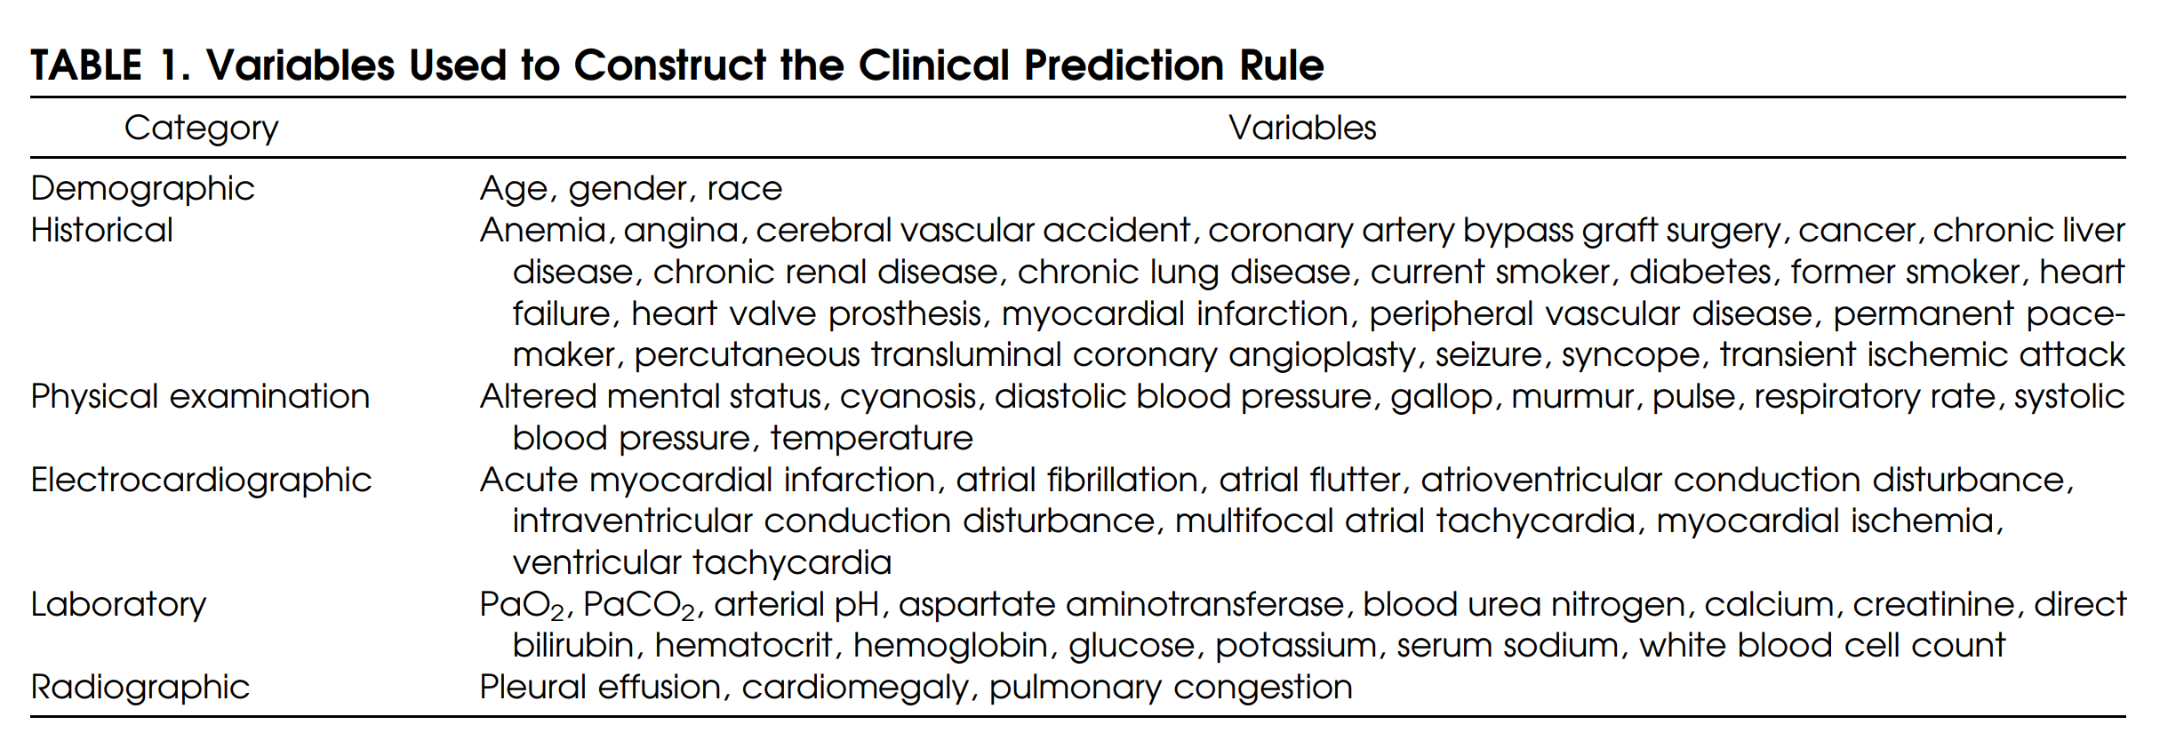 TABLE 1. Variables Used to Construct the Clinical Prediction Rule
Category Variables
Demographic Age, gender, race
Historical Anemia, angina, cerebral vascular accident, coronary artery bypass graft surgery, cancer, chronic liver
disease, chronic renal disease, chronic lung disease, current smoker, diabetes, former smoker, heart
failure, heart valve prosthesis, myocardial infarction, peripheral vascular disease, permanent pace-
maker, percutaneous transluminal coronary angioplasty, seizure, syncope, transient ischemic attack
Physical examination Altered mental status, cyanosis, diastolic blood pressure, gallop, murmur, pulse, respiratory rate, systolic
blood pressure, temperature
Electrocardiographic Acute myocardial infarction, atrial fibrillation, atrial flutter, atrioventricular conduction disturbance,
intraventricular conduction disturbance, multifocal atrial tachycardia, myocardial ischemia,
ventricular tachycardia
Laboratory PaO₂, PaCO₂, arterial pH, aspartate aminotransferase, blood urea nitrogen, calcium, creatinine, direct
bilirubin, hematocrit, hemoglobin, glucose, potassium, serum sodium, white blood cell count
Radiographic Pleural effusion, cardiomegaly, pulmonary congestion